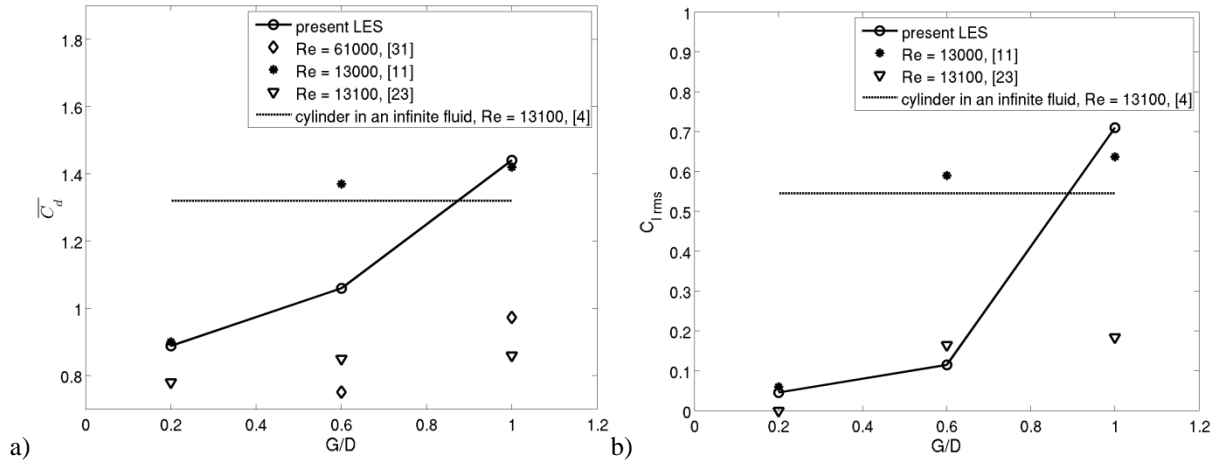 present LES
Re = 61000, [31]
Re = 13000, [11]
Re = 13100, [23]
cylinder in an infinite fluid, Re = 13100, [4]
1.8
1.6
1.4
1.2
1
0.8
C_d
0
0.2
0.4
0.6
0.8
1
1.2
G/D
a)
present LES
Re = 13000, [11]
Re = 13100, [23]
cylinder in an infinite fluid, Re = 13100, [4]
1
0.9
0.8
0.7
0.6
0.5
0.4
0.3
0.2
0.1
0
C_l rms
0
0.2
0.4
0.6
0.8
1
1.2
G/D
b)